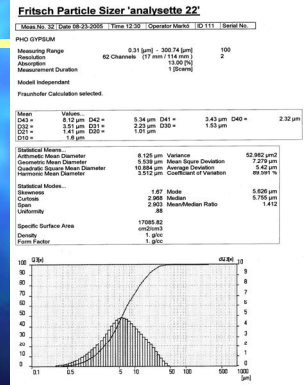 Fritsch Particle Sizer 'analysette 22'
Meas.No. 32 Date 08-23-2005 Time 12:30 Operator Markó ID 111 Serial No.
PHO GYPSUM
Measuring Range 0.31 [µm] - 300.74 [µm] 100
Resolution 62 Channels (17 mm / 114 mm ) 2
Absorption 13.00 [%]
Measurement Duration 1 [Scans]
Modell Independant
Fraunhofer Calculation selected.
Mean Values...
D43 = 8.12 µm D42 = 5.34 µm D41 = 3.43 µm D40 = 2.32 µm
D32 = 3.51 µm D31 = 2.23 µm D30 = 1.53 µm
D21 = 1.41 µm D20 = 1.01 µm
D10 = 1.6 µm
Statistical Means...
Arithmetic Mean Diameter 8.125 µm Variance 52.982 µm2
Geometric Mean Diameter 5.539 µm Mean Square Deviation 7.279 µm
Quadratic Square Mean Diameter 10.884 µm Average Deviation 5.42 µm
Harmonic Mean Diameter 3.512 µm Coefficiant of Variation 89.591 %
Statistical Modes...
Skewness 1.67 Mode 5.626 µm
Curtosis 2.968 Median 5.755 µm
Span 2.903 Mean/Median Ratio 1.412
Uniformity .88
Specific Surface Area 17085.62 cm2/cm3
Density 1. g/cc
Form Factor 1. g/cc
Q3(x) dQ3(x)
100 10
90 9
80 8
70 7
60 6
50 5
40 4
30 3
20 2
10 1
0 0
0.1 0.5 5 10 50 100 500 1000
[µm]